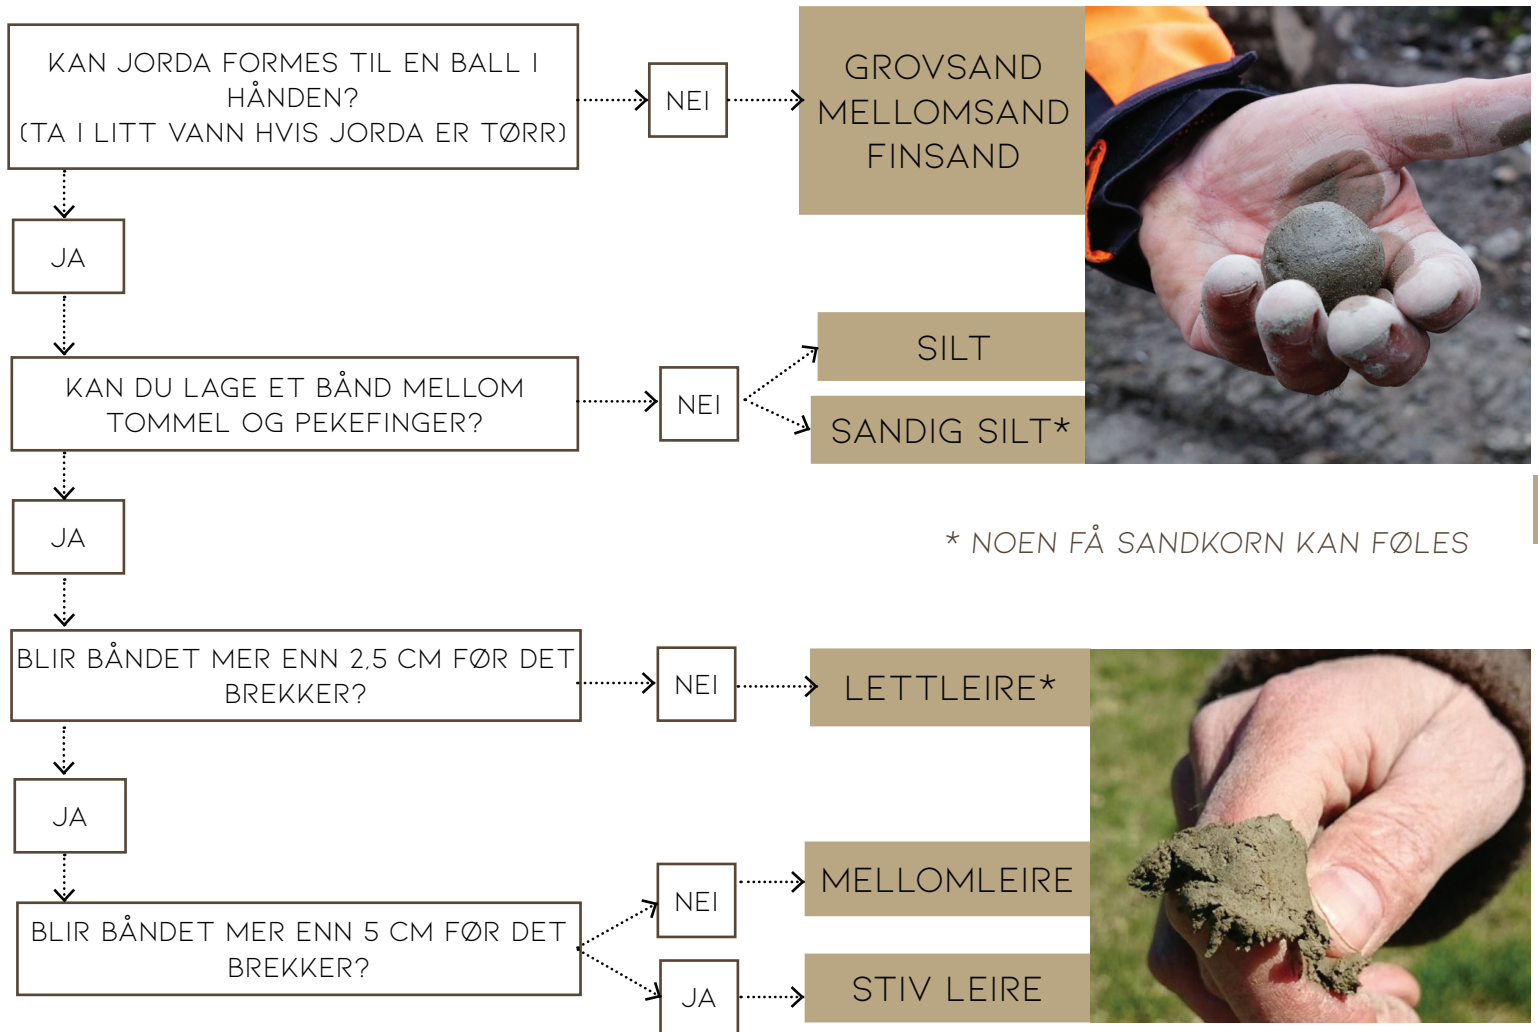 KAN JORDA FORMES TIL EN BALL I
HÅNDEN?
(TA I LITT VANN HVIS JORDA ER TØRR)
NEI
GROVSAND
MELLOMSAND
FINSAND
JA
KAN DU LAGE ET BÅND MELLOM
TOMMEL OG PEKEFINGER?
NEI
SILT
SANDIG SILT*
JA
* NOEN FÅ SANDKORN KAN FØLES
BLIR BÅNDET MER ENN 2,5 CM FØR DET
BREKKER?
NEI
LETTLEIRE*
JA
BLIR BÅNDET MER ENN 5 CM FØR DET
BREKKER?
NEI
MELLOMLEIRE
JA
STIV LEIRE